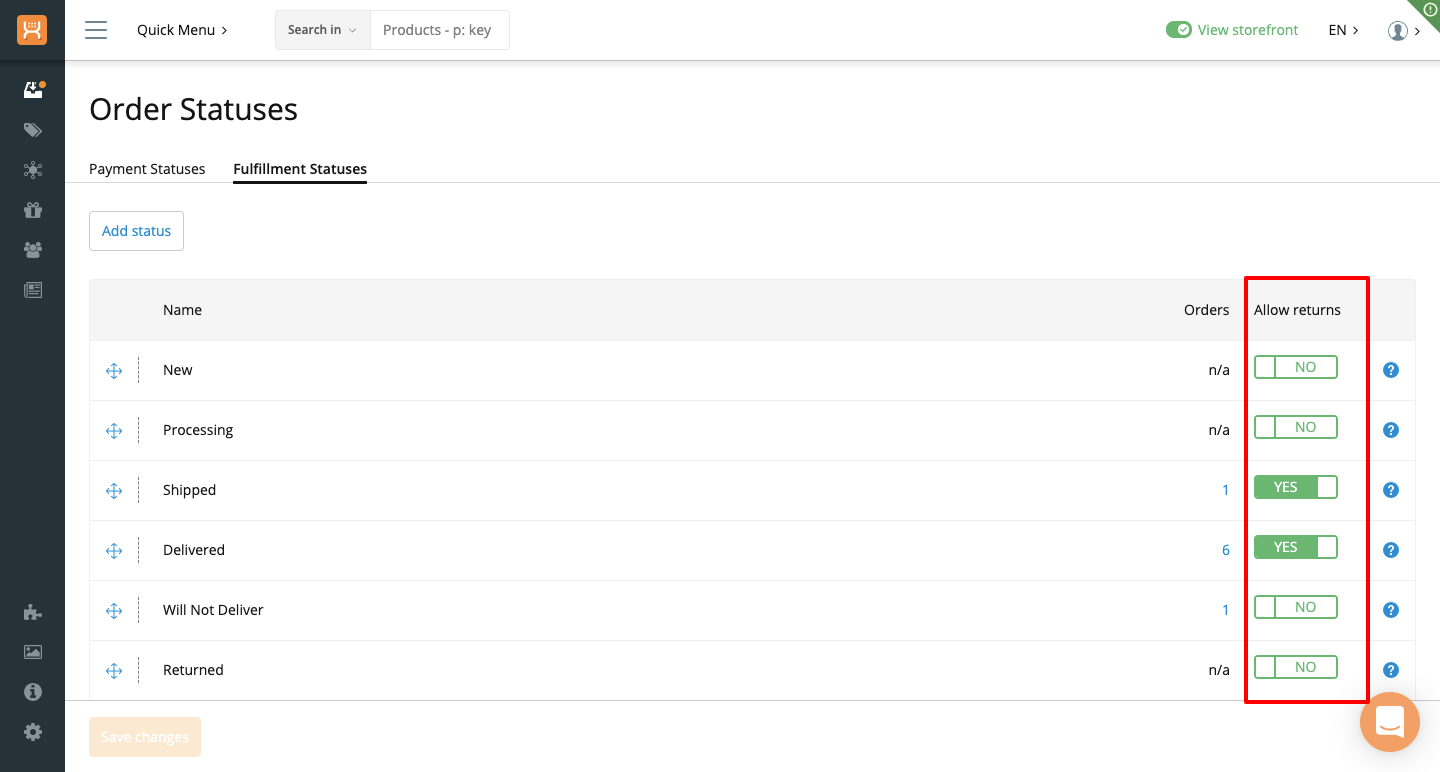 Quick Menu
Search in
Products - p: key
View storefront
EN
Order Statuses
Payment Statuses
Fulfillment Statuses
Add status
Name
Orders
Allow returns
New
n/a
NO
?
Processing
n/a
NO
?
Shipped
1
YES
?
Delivered
6
YES
?
Will Not Deliver
1
NO
?
Returned
n/a
NO
?
Save changes